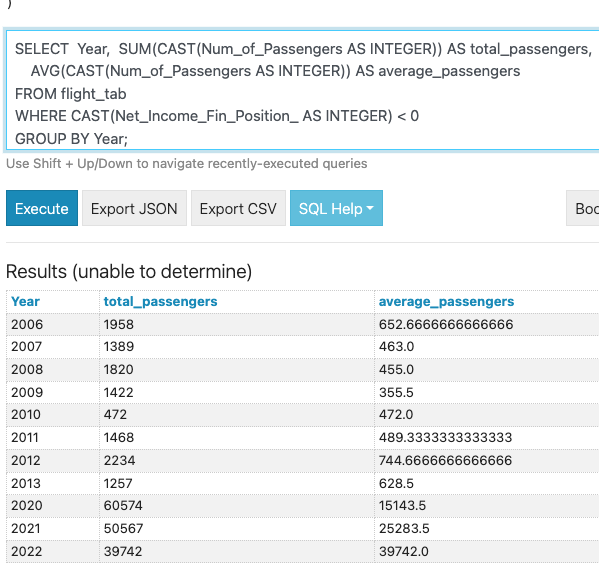 )
SELECT Year, SUM(CAST(Num_of_Passengers AS INTEGER)) AS total_passengers,
AVG(CAST(Num_of_Passengers AS INTEGER)) AS average_passengers
FROM flight_tab
WHERE CAST(Net_Income_Fin_Position_ AS INTEGER) < 0
GROUP BY Year;
Use Shift + Up/Down to navigate recently-executed queries
Execute Export JSON Export CSV SQL Help
Results (unable to determine)
Year total_passengers average_passengers
2006 1958 652.6666666666666
2007 1389 463.0
2008 1820 455.0
2009 1422 355.5
2010 472 472.0
2011 1468 489.3333333333333
2012 2234 744.6666666666666
2013 1257 628.5
2020 60574 15143.5
2021 50567 25283.5
2022 39742 39742.0